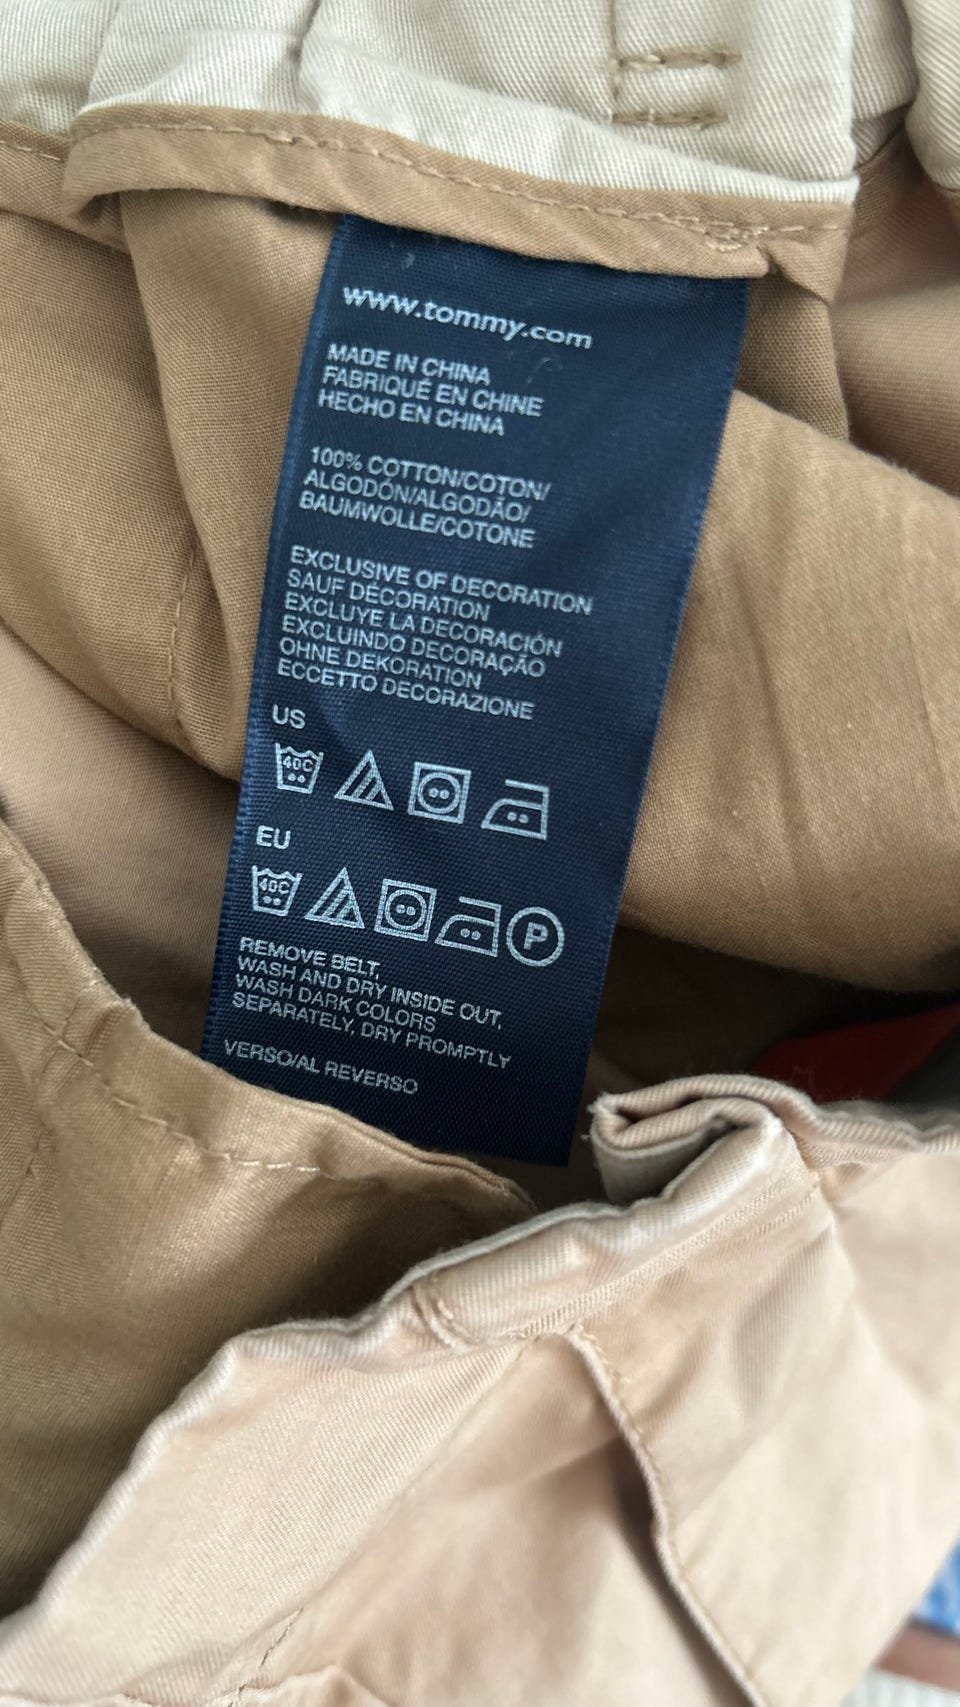 www.tommy.com
MADE IN CHINA
FABRIQUÉ EN CHINE
HECHO EN CHINA
100% COTTON/COTON/
ALGODÓN/ALGODÃO/
BAUMWOLLE/COTONE
EXCLUSIVE OF DECORATION
SAUF DÉCORATION
EXCLUYE LA DECORACIÓN
EXCLUINDO DECORAÇÃO
OHNE DEKORATION
ECCETTO DECORAZIONE
US
40C
EU
40C P
REMOVE BELT,
WASH AND DRY INSIDE OUT,
WASH DARK COLORS
SEPARATELY, DRY PROMPTLY
VERSO/AL REVERSO